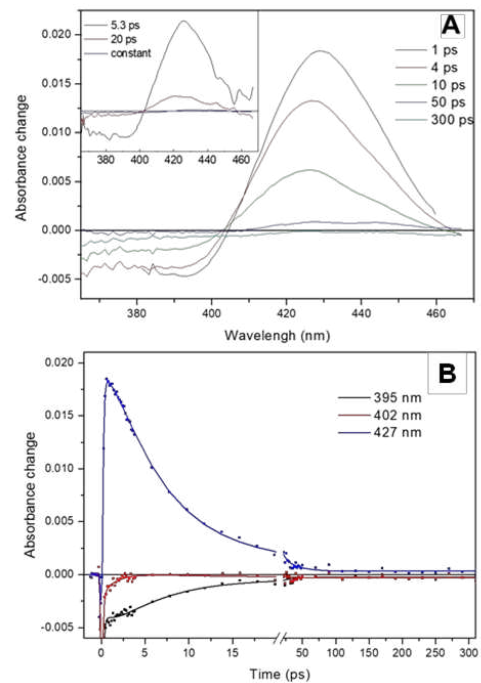 A
5.3 ps
20 ps
constant
360 380 400 420 440 460
1 ps
4 ps
10 ps
50 ps
300 ps
0.020
0.015
0.010
0.005
0.000
-0.005
Absorbance change
380 400 420 440 460
Wavelengh (nm)
B
395 nm
402 nm
427 nm
0.020
0.015
0.010
0.005
0.000
-0.005
Absorbance change
0 5 10 15 50 100 150 200 250 300
Time (ps)